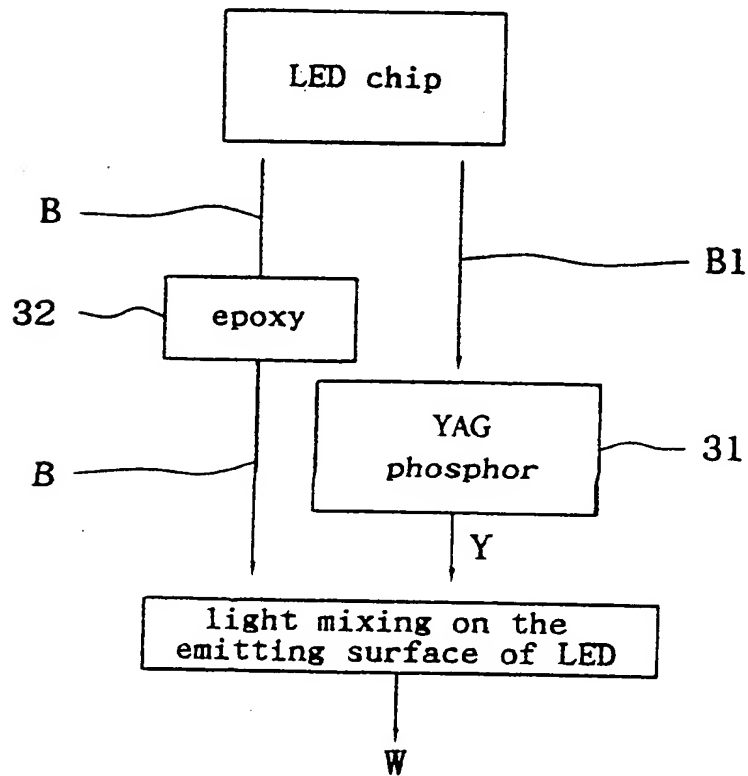 LED chip
B
B1
32
epoxy
YAG
phosphor
31
B
Y
light mixing on the
emitting surface of LED
W